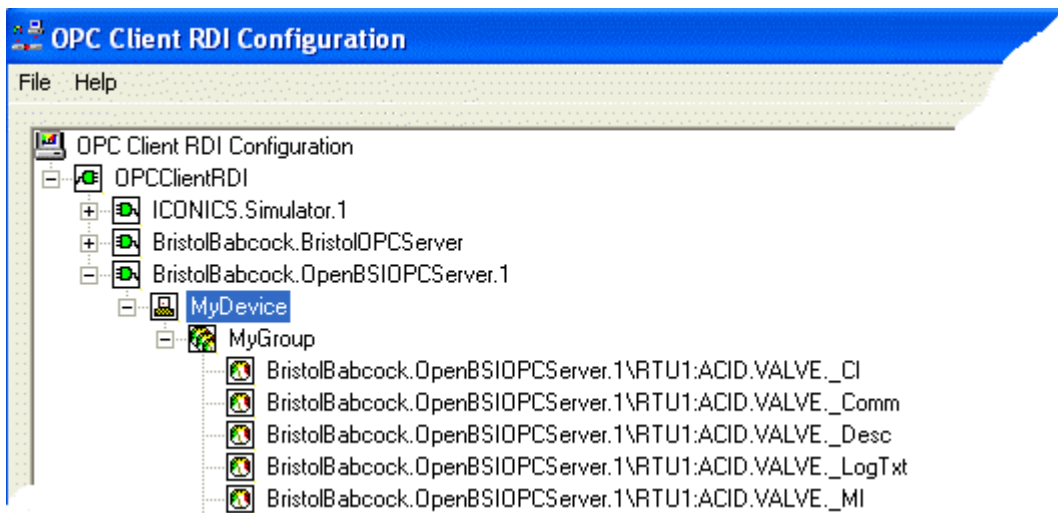 OPC Client RDI Configuration
File Help
OPC Client RDI Configuration
OPCClientRDI
ICONICS.Simulator.1
BristolBabcock.BristolOPCServer
BristolBabcock.OpenBSIOPCServer.1
MyDevice
MyGroup
BristolBabcock.OpenBSIOPCServer.1\RTU1:ACID.VALVE._CI
BristolBabcock.OpenBSIOPCServer.1\RTU1:ACID.VALVE._Comm
BristolBabcock.OpenBSIOPCServer.1\RTU1:ACID.VALVE._Desc
BristolBabcock.OpenBSIOPCServer.1\RTU1:ACID.VALVE._LogTxt
BristolBabcock.OpenBSIOPCServer.1\RTU1:ACID.VALVE._MI